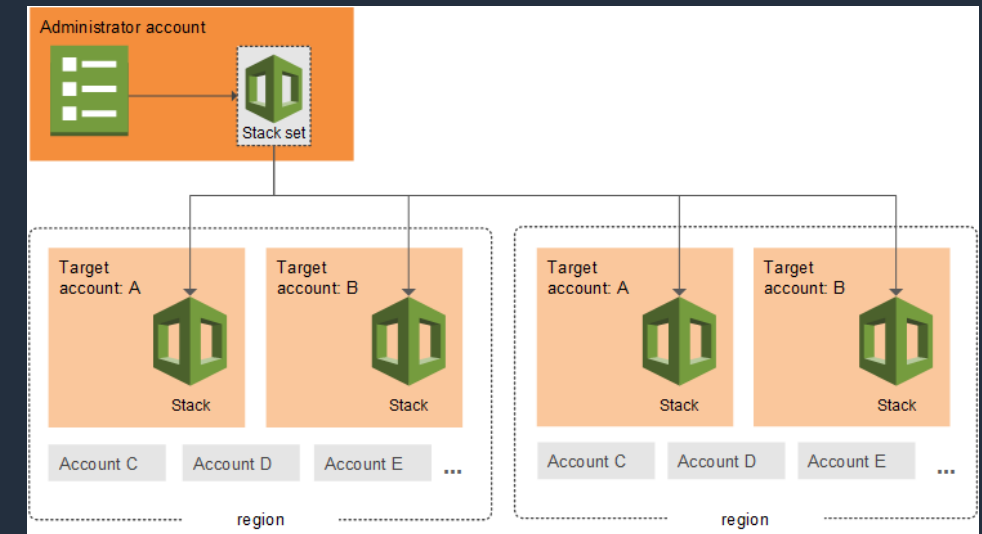 Administrator account
Stack set
Target
account: A
Stack
Target
account: B
Stack
Account C
Account D
Account E
...
region
Target
account: A
Stack
Target
account: B
Stack
Account C
Account D
Account E
...
region